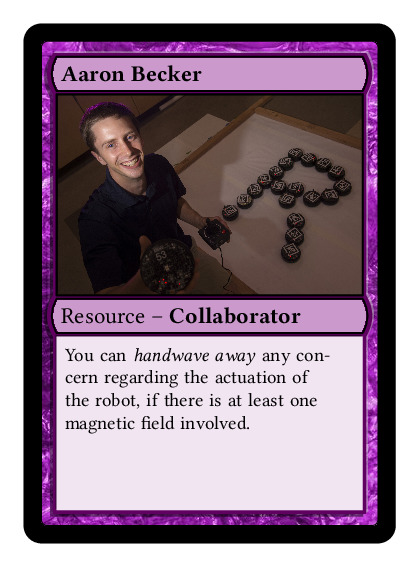 Aaron Becker
53
Resource – Collaborator
You can handwave away any con-
cern regarding the actuation of
the robot, if there is at least one
magnetic field involved.